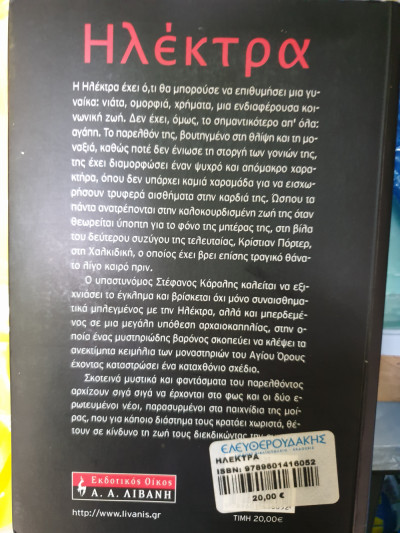 Ηλέκτρα
Η Ηλέκτρα έχει ό,τι θα μπορούσε να επιθυμήσει μια γυ-
ναίκα: νιάτα, ομορφιά, χρήματα, μια ενδιαφέρουσα κοι-
νωνική ζωή. Δεν έχει, όμως, το σημαντικότερο απ' όλα:
αγάπη. Το παρελθόν της, βουτηγμένο στη θλίψη και τη μο-
ναξιά, καθώς ποτέ δεν ένιωσε τη στοργή των γονιών της,
της έχει διαμορφώσει έναν ψυχρό και απόμακρο χαρα-
κτήρα, όπου δεν υπάρχει καμιά χαραμάδα για να εισχω-
ρήσουν τρυφερά αισθήματα στην καρδιά της. Ώσπου τα
πάντα ανατρέπονται στην καλοκουρδισμένη ζωή της όταν
θεωρείται ύποπτη για το φόνο της μητέρας της, στη βίλα
του δεύτερου συζύγου της τελευταίας, Κρίστιαν Πόρτερ,
στη Χαλκιδική, ο οποίος έχει βρει επίσης τραγικό θάνα-
το λίγο καιρό πριν.
Ο υπαστυνόμος Στέφανος Κάραλης καλείται να εξι-
χνιάσει το έγκλημα και βρίσκεται όχι μόνο συναισθημα-
τικά μπλεγμένος με την Ηλέκτρα, αλλά και μπερδεμέ-
νος σε μια μεγάλη υπόθεση αρχαιοκαπηλίας, στην ο-
ποία ένας μυστηριώδης βαρόνος σκοπεύει να κλέψει τα
ανεκτίμητα κειμήλια των μοναστηριών του Αγίου Όρους
έχοντας καταστρώσει ένα καταχθόνιο σχέδιο.
Σκοτεινά μυστικά και φαντάσματα του παρελθόντος
αρχίζουν σιγά σιγά να έρχονται στο φως και οι δύο ε-
ρωτευμένοι νέοι, παρασυρμένοι στα παιχνίδια της μοί-
ρας, που για κάποιο διάστημα τους κρατάει χωριστά, θέ-
τουν σε κίνδυνο τη ζωή τους διεκδικώντας την
ΕΛΕΥΘΕΡΟΥΔΑΚΗΣ
ΗΛΕΚΤΡΑ
ISBN: 9789601416052
20,00 €
Εκδοτικός Οίκος
Α. Α. ΛΙΒΑΝΗ
http://www.livanis.gr
ΤΙΜΗ 20,00€